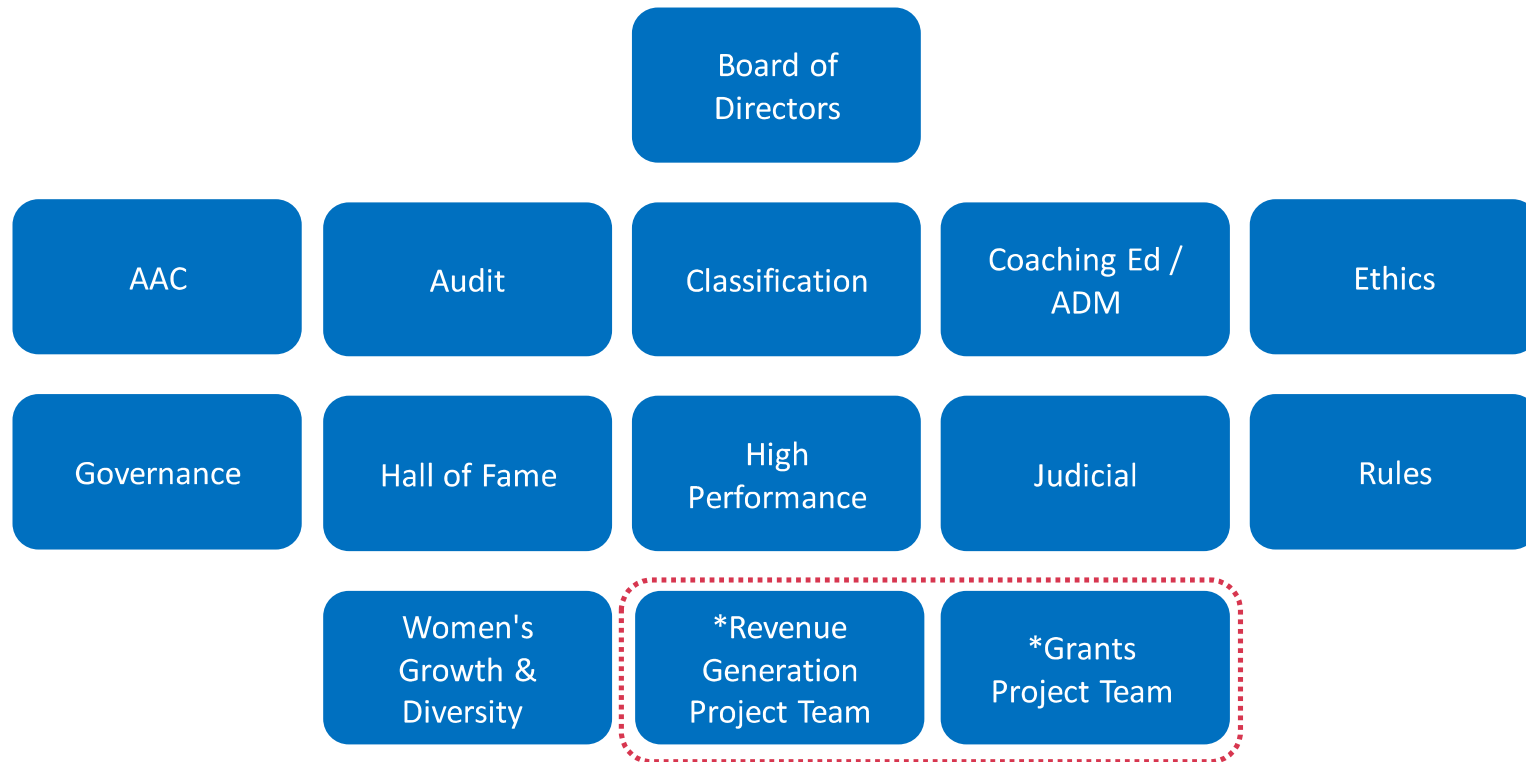 Board of
Directors
AAC
Audit
Classification
Coaching Ed /
ADM
Ethics
Governance
Hall of Fame
High
Performance
Judicial
Rules
Women's
Growth &
Diversity
*Revenue
Generation
Project Team
*Grants
Project Team